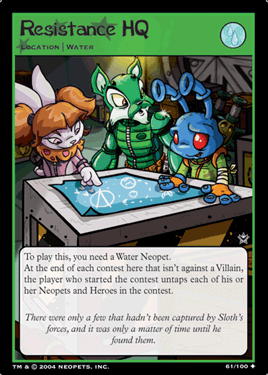 Resistance HQ
Location | Water
To play this, you need a Water Neopet.
At the end of each contest here that isn't against a Villain,
the player who started the contest untaps each of his or
her Neopets and Heroes in the contest.
There were only a few that hadn't been captured by Sloth's
forces, and it was only a matter of time until he
found them.
TM & © 2004 NEOPETS, INC.
61/100 ◆